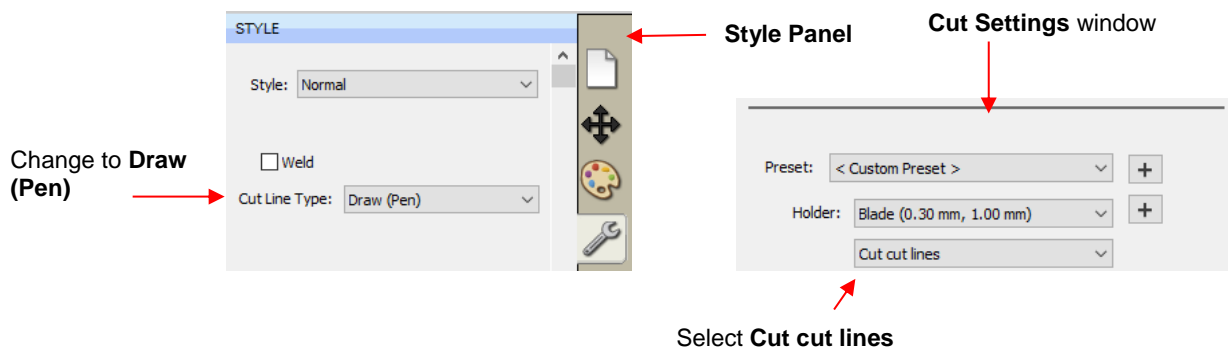 STYLE
Style: Normal
Weld
Cut Line Type: Draw (Pen)
Change to Draw
(Pen)
Style Panel
Cut Settings window
Preset: < Custom Preset >
Holder: Blade (0.30 mm, 1.00 mm)
Cut cut lines
Select Cut cut lines